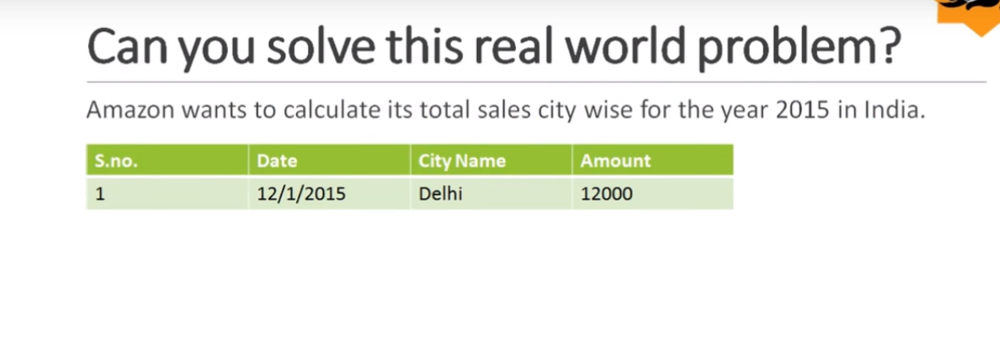 Can you solve this real world problem?
Amazon wants to calculate its total sales city wise for the year 2015 in India.
S.no. Date City Name Amount
1 12/1/2015 Delhi 12000